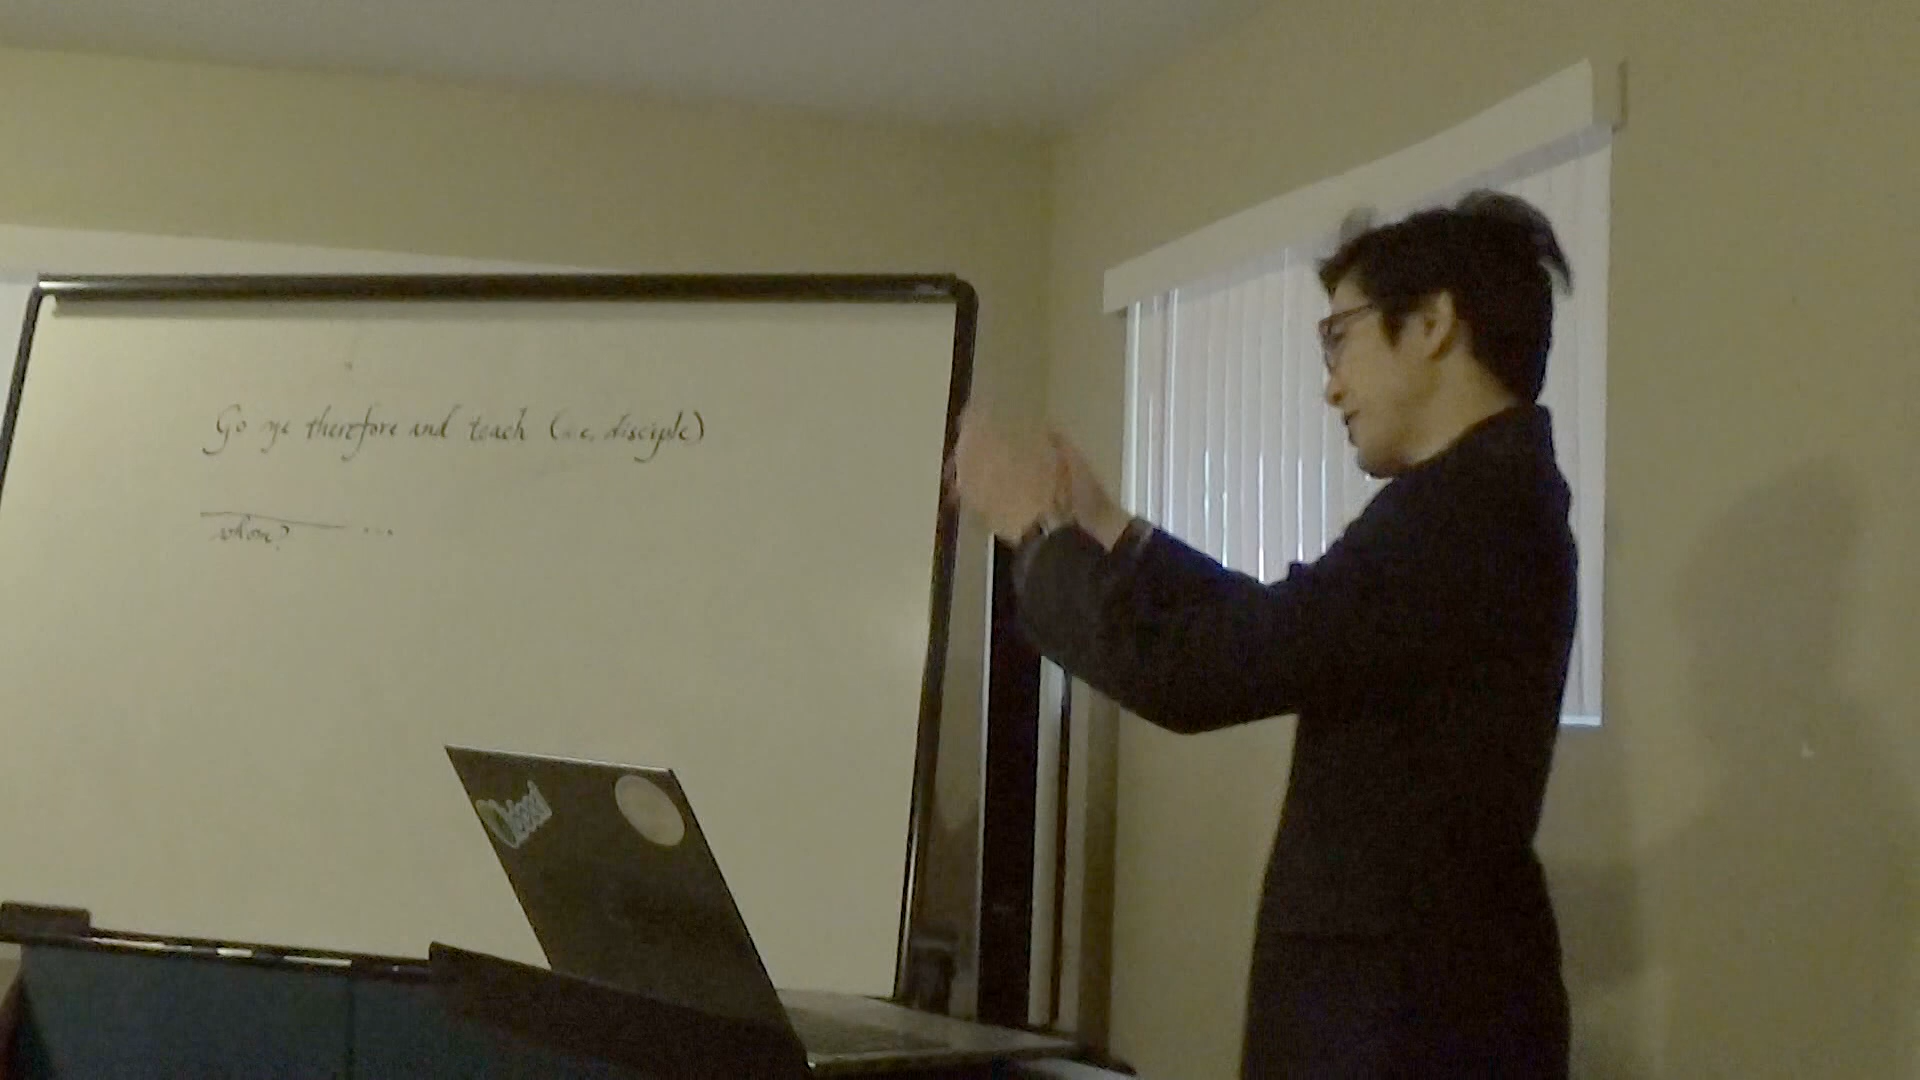 Go ye therefore and teach (i.e. disciple)
whom? ...